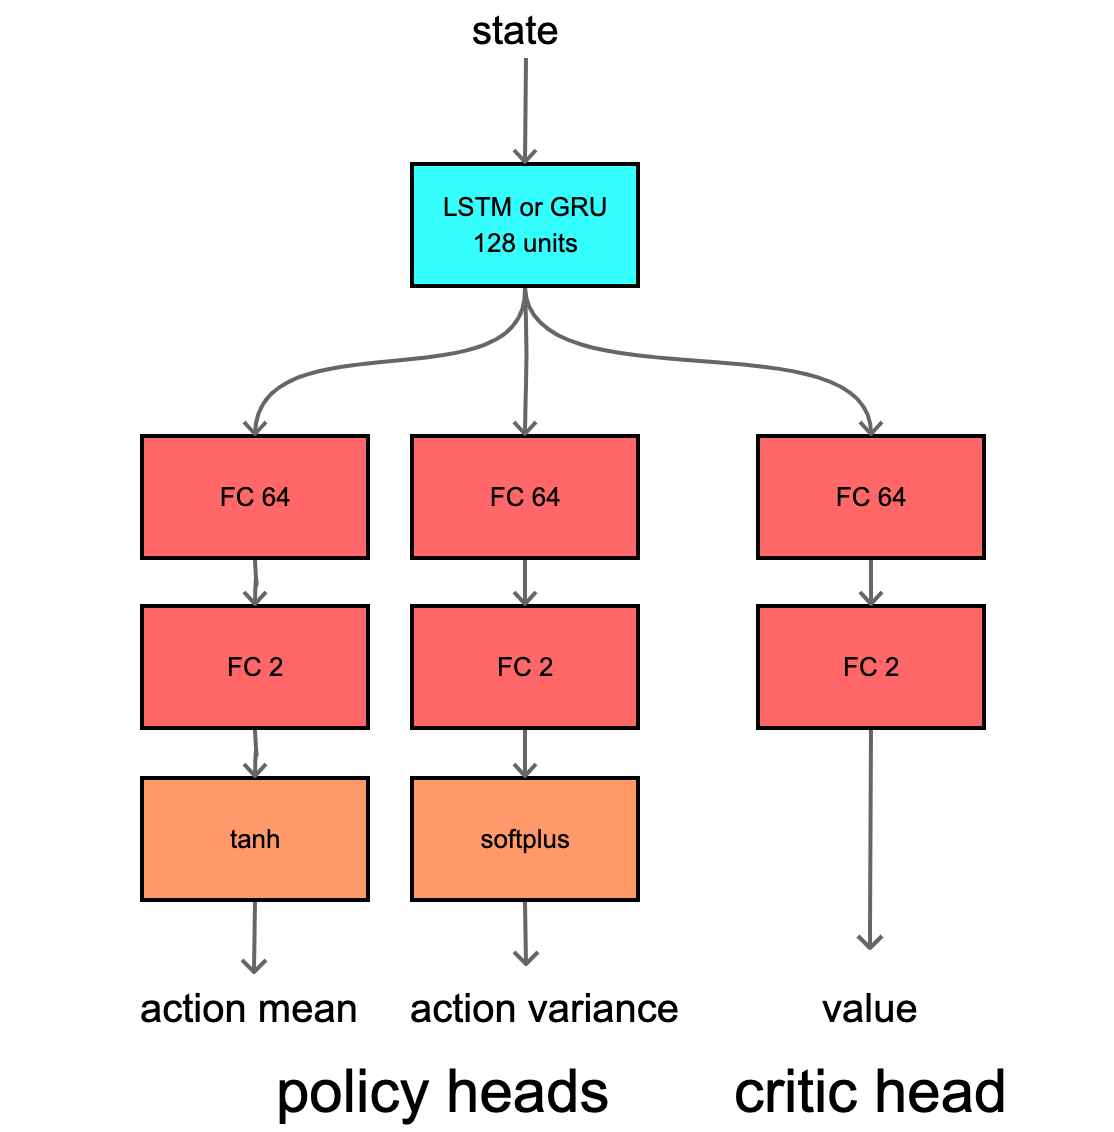 state
LSTM or GRU
128 units
FC 64
FC 64
FC 64
FC 2
FC 2
FC 2
tanh
softplus
action mean
action variance
value
policy heads
critic head